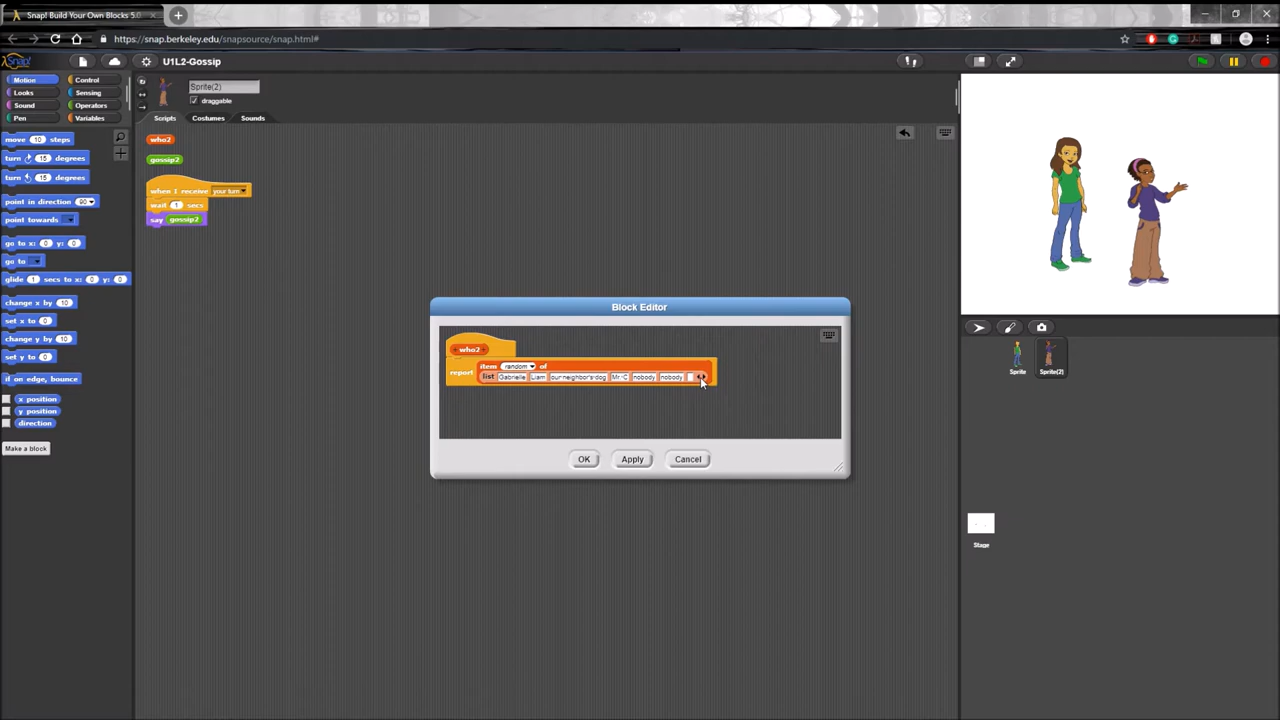 Snap! Build Your Own Blocks 5.0
https://snap.berkeley.edu/snapsource/snap.html#
Snap! U1L2-Gossip
Motion Control
Looks Sensing
Sound Operators
Pen Variables
Sprite(2)
draggable
Scripts Costumes Sounds
move 10 steps
turn 15 degrees
turn 15 degrees
point in direction 90
point towards
go to x: 0 y: 0
go to
glide 1 secs to x: 0 y: 0
change x by 10
set x to 0
change y by 10
set y to 0
if on edge, bounce
x position
y position
direction
Make a block
who2
gossip2
when I receive your turn
wait 1 secs
say gossip2
Block Editor
who2
report item random of
list Gabrielle Liam our neighbor's dog Mr. C nobody nobody
OK Apply Cancel
Sprite Sprite(2)
Stage